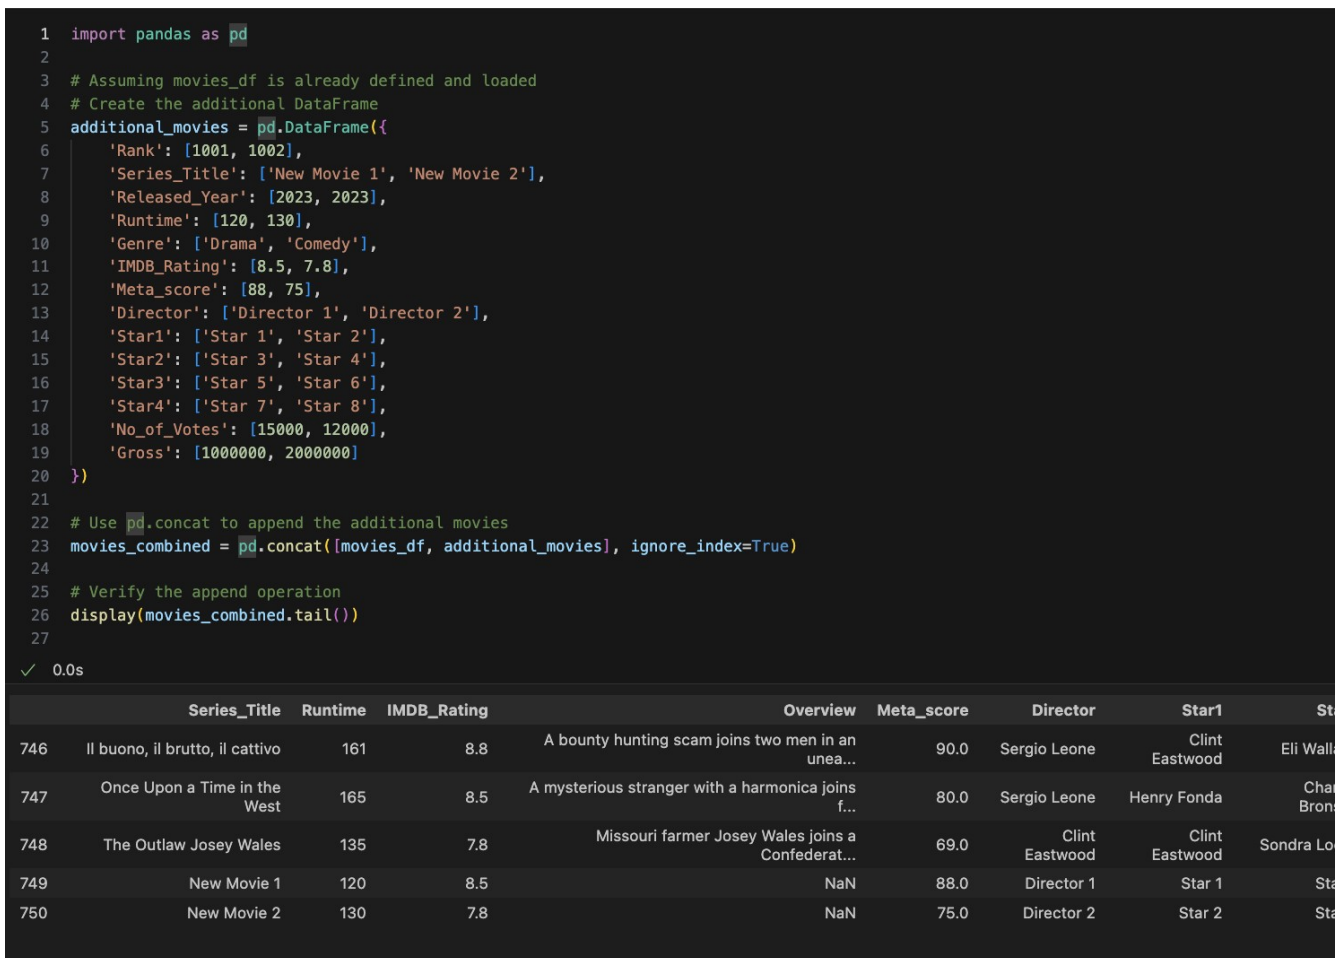 1 import pandas as pd
2
3 # Assuming movies_df is already defined and loaded
4 # Create the additional DataFrame
5 additional_movies = pd.DataFrame({
6 'Rank': [1001, 1002],
7 'Series_Title': ['New Movie 1', 'New Movie 2'],
8 'Released_Year': [2023, 2023],
9 'Runtime': [120, 130],
10 'Genre': ['Drama', 'Comedy'],
11 'IMDB_Rating': [8.5, 7.8],
12 'Meta_score': [88, 75],
13 'Director': ['Director 1', 'Director 2'],
14 'Star1': ['Star 1', 'Star 2'],
15 'Star2': ['Star 3', 'Star 4'],
16 'Star3': ['Star 5', 'Star 6'],
17 'Star4': ['Star 7', 'Star 8'],
18 'No_of_Votes': [15000, 12000],
19 'Gross': [1000000, 2000000]
20 })
21
22 # Use pd.concat to append the additional movies
23 movies_combined = pd.concat([movies_df, additional_movies], ignore_index=True)
24
25 # Verify the append operation
26 display(movies_combined.tail())
27
✓ 0.0s
Series_Title Runtime IMDB_Rating Overview Meta_score Director Star1
746 Il buono, il brutto, il cattivo 161 8.8 A bounty hunting scam joins two men in an unea... 90.0 Sergio Leone Clint Eastwood Eli
747 Once Upon a Time in the West 165 8.5 A mysterious stranger with a harmonica joins f... 80.0 Sergio Leone Henry Fonda
748 The Outlaw Josey Wales 135 7.8 Missouri farmer Josey Wales joins a Confederat... 69.0 Clint Eastwood Clint Eastwood Sondra
749 New Movie 1 120 8.5 NaN 88.0 Director 1 Star 1
750 New Movie 2 130 7.8 NaN 75.0 Director 2 Star 2